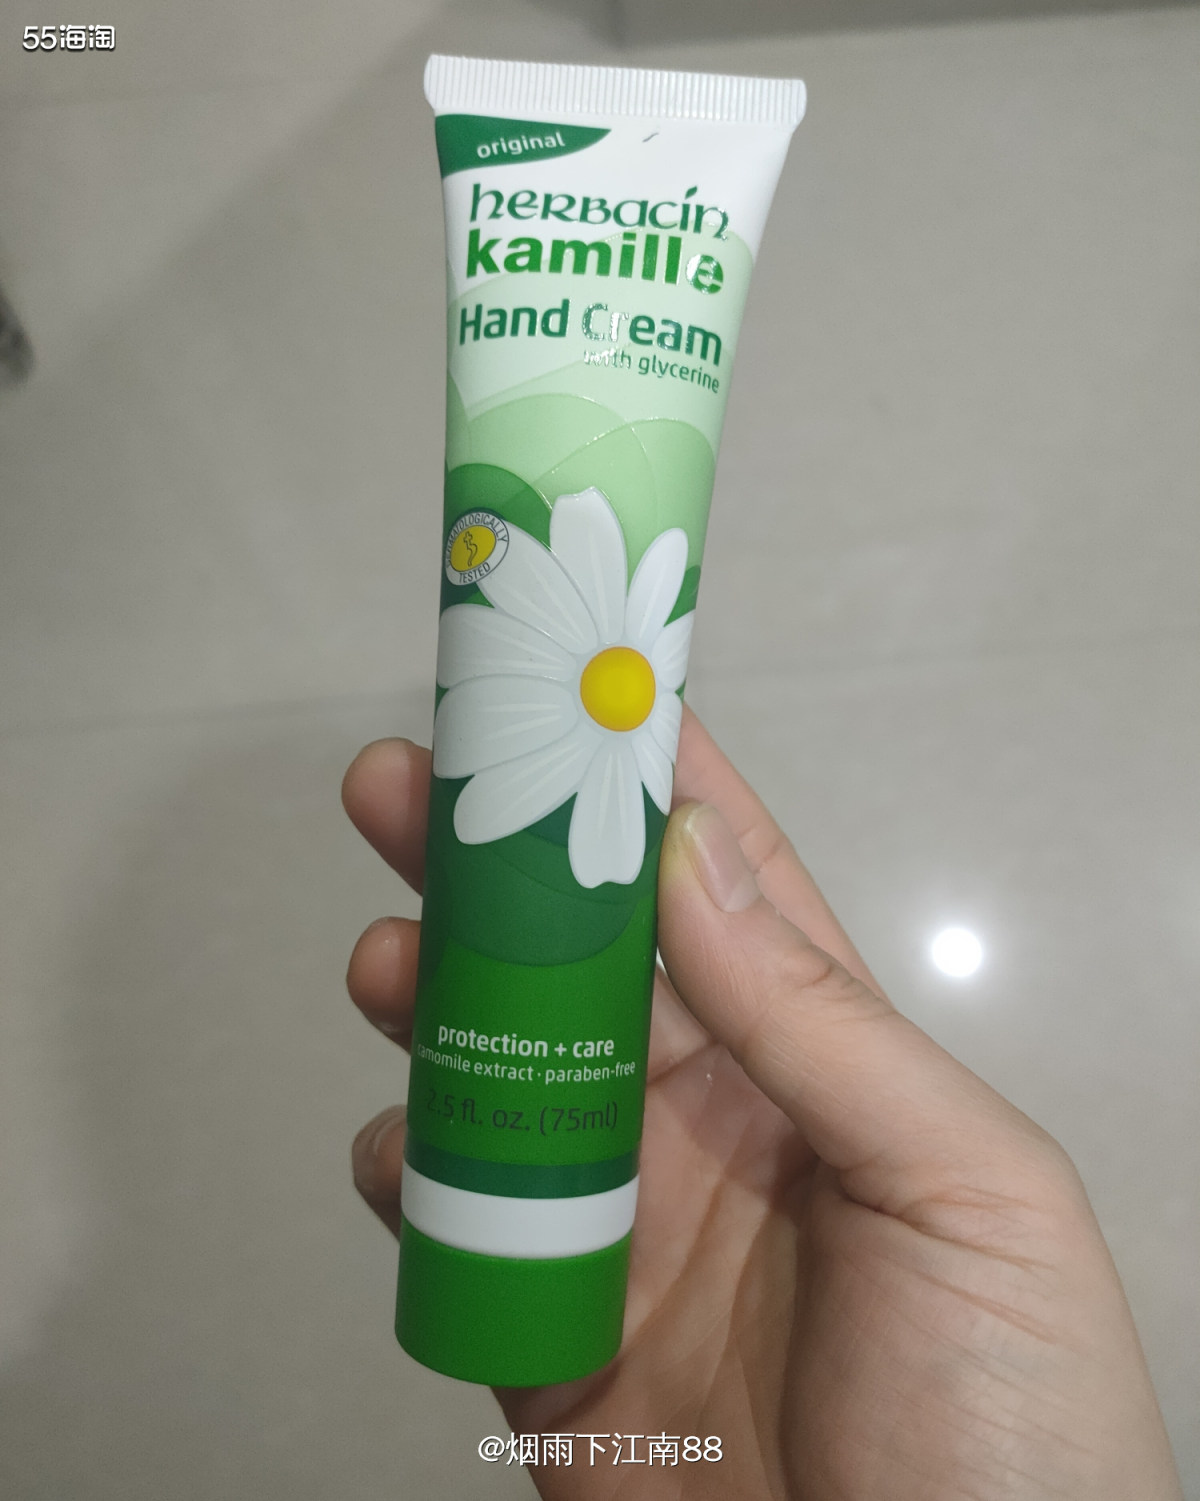 55海淘
original
herbacin
kamille
Hand Cream
with glycerine
DERMATOLOGICALLY
TESTED
protection + care
camomile extract · paraben-free
2.5 fl. oz. (75ml)
@烟雨下江南88